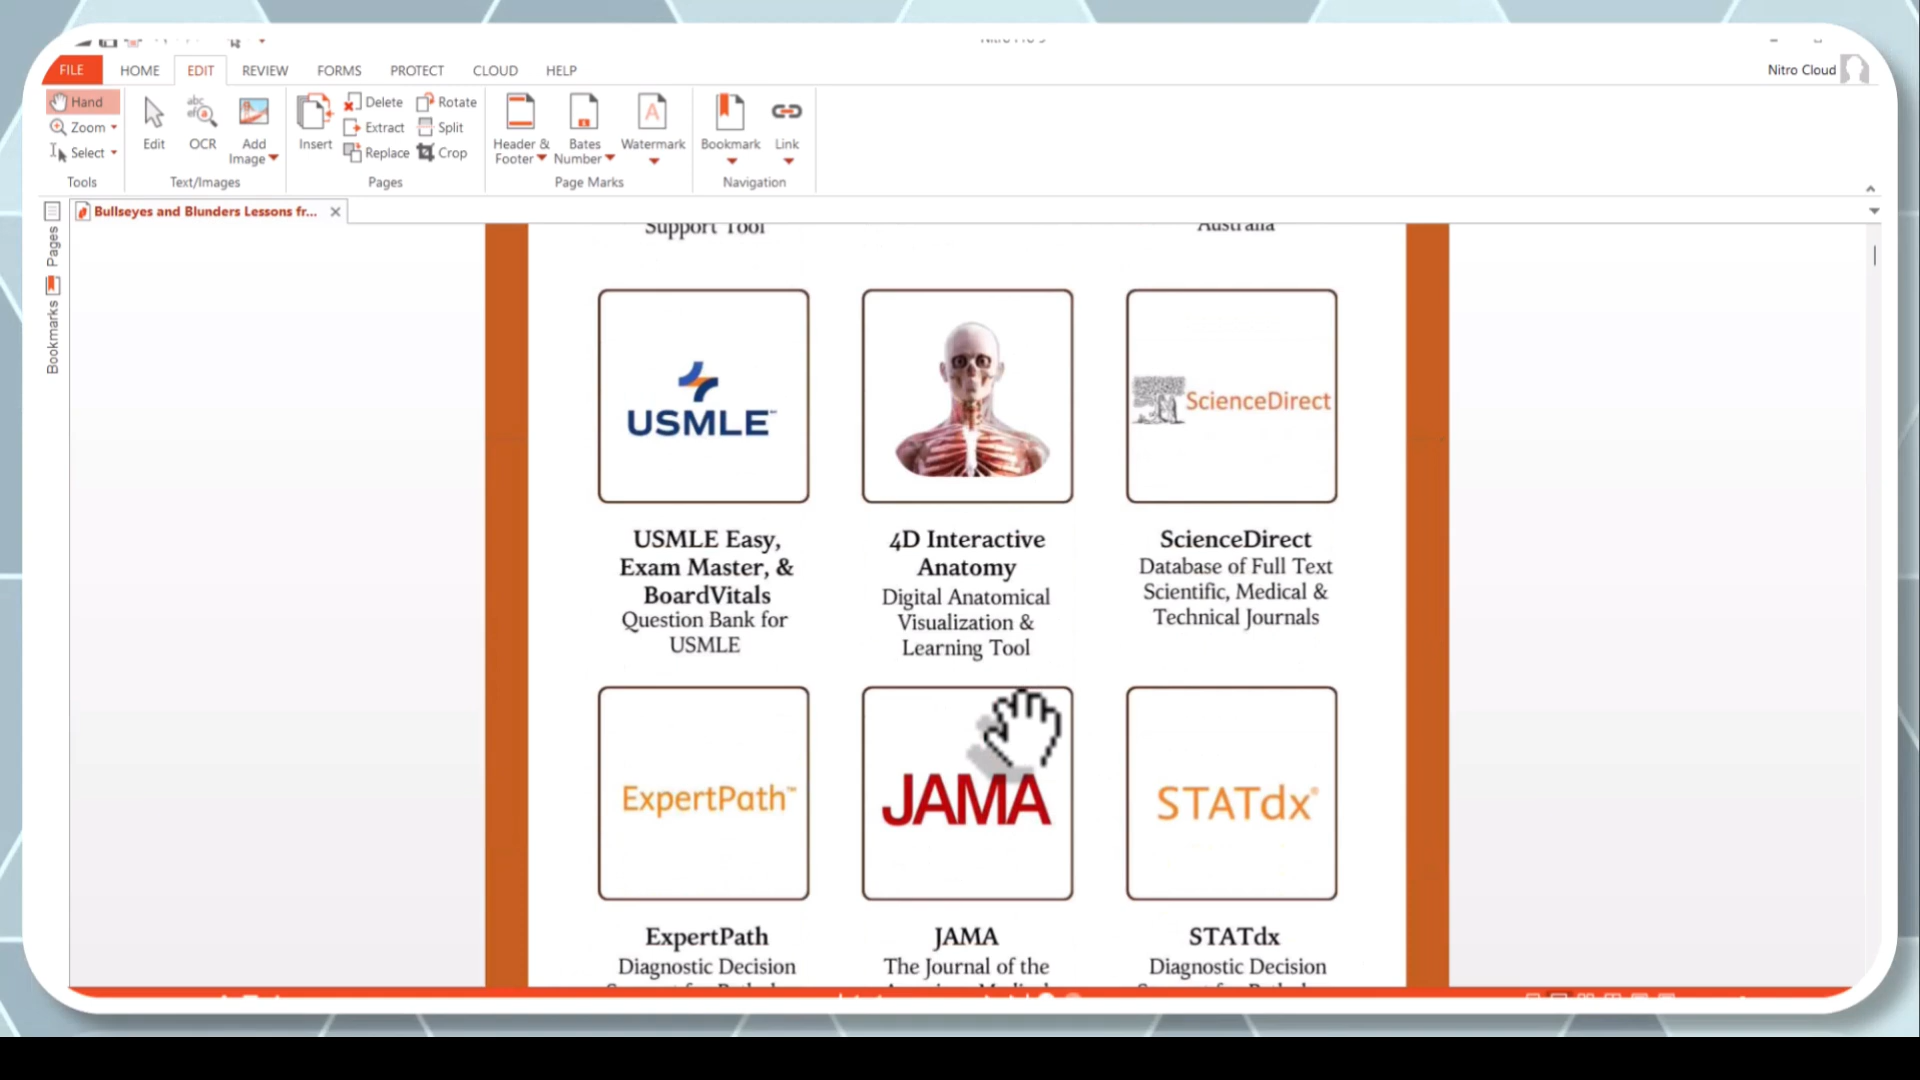 FILE HOME EDIT REVIEW FORMS PROTECT CLOUD HELP
Nitro Cloud
Hand
Zoom
Select
Tools
Edit
OCR
Add
Image
Text/Images
Insert
Delete
Extract
Replace
Rotate
Split
Crop
Pages
Header &
Footer
Bates
Number
Watermark
Page Marks
Bookmark
Link
Navigation
Bullseyes and Blunders Lessons fr...
Pages
Bookmarks
Support Tool
Australia
USMLE
ScienceDirect
USMLE Easy,
Exam Master, &
BoardVitals
Question Bank for
USMLE
4D Interactive
Anatomy
Digital Anatomical
Visualization &
Learning Tool
ScienceDirect
Database of Full Text
Scientific, Medical &
Technical Journals
ExpertPath™
JAMA
STATdx®
ExpertPath
Diagnostic Decision
JAMA
The Journal of the
STATdx
Diagnostic Decision